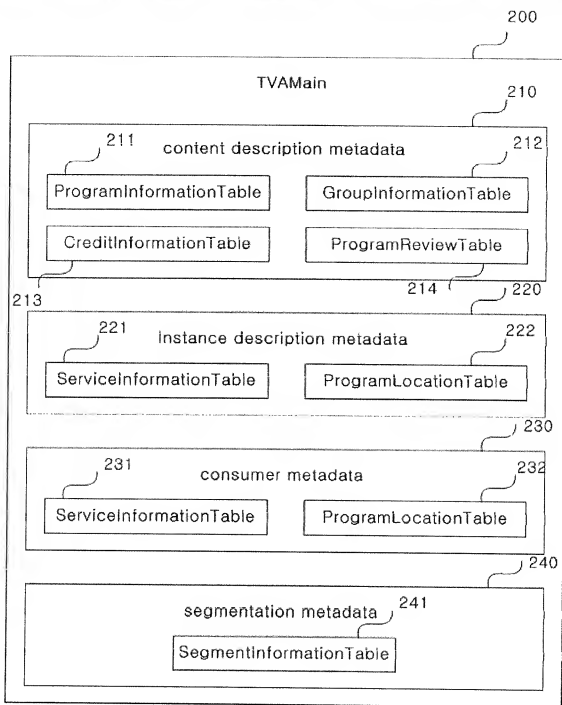 200
TVAMain
210
211
content description metadata
212
ProgramInformationTable
GroupInformationTable
CreditInformationTable
ProgramReviewTable
213
214
220
221
Instance description metadata
222
ServiceInformationTable
ProgramLocationTable
230
231
consumer metadata
232
ServiceInformationTable
ProgramLocationTable
240
segmentation metadata
241
SegmentInformationTable